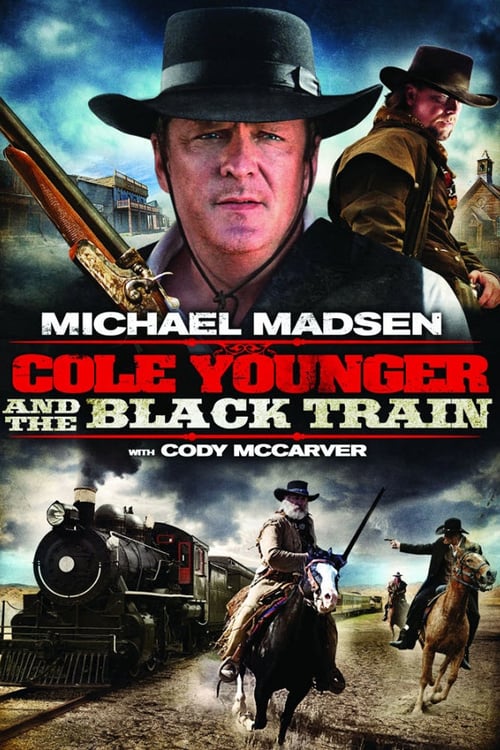 MICHAEL MADSEN
COLE YOUNGER
AND THE BLACK TRAIN
WITH CODY MCCARVER